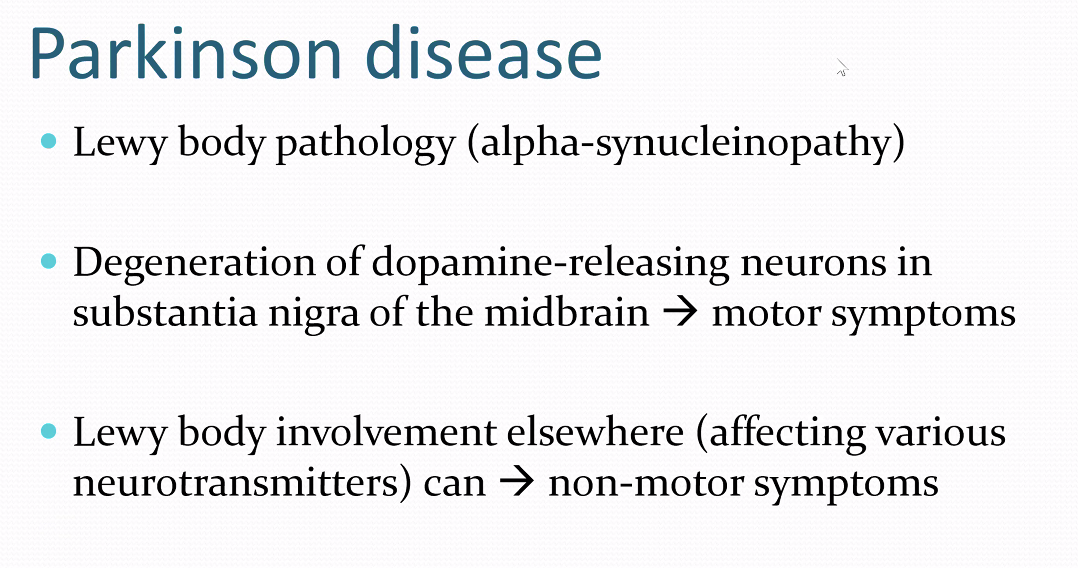 Parkinson disease
• Lewy body pathology (alpha-synucleinopathy)
• Degeneration of dopamine-releasing neurons in
substantia nigra of the midbrain → motor symptoms
• Lewy body involvement elsewhere (affecting various
neurotransmitters) can → non-motor symptoms